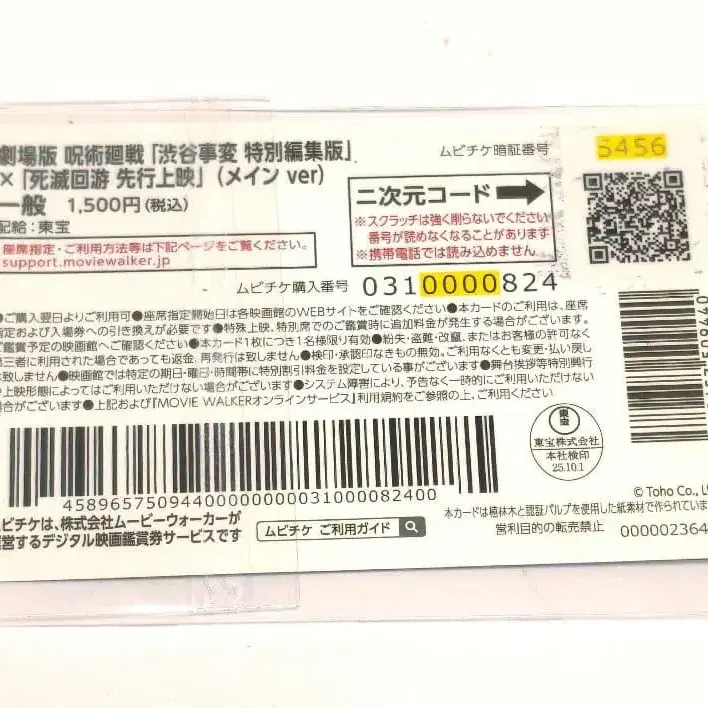 劇場版 呪術廻戦「渋谷事変 特別編集版」
×「死滅回游 先行上映」(メイン ver)
一般 1,500円(税込)
配給:東宝
座席指定・ご利用方法等は下記ページをご覧ください。
support.moviewalker.jp
ムビチケ暗証番号
5456
二次元コード
※スクラッチは強く削らないでください
番号が読めなくなることがあります
※携帯電話では読み込めません
ムビチケ購入番号 0310000824
●ご購入翌日よりご利用可●座席指定開始日は各映画館のWEBサイトをご確認ください●本カードのご利用は、座席
指定および入場券への引き換えが必要です●特殊上映、特別席でのご鑑賞時に追加料金が発生する場合がございます。
ご鑑賞予定の映画館でご確認ください●本カード1枚につき1名様限り有効●紛失・盗難・改竄、またはお客様の許可なく
第三者に利用された場合であっても返金、再発行は致しません●検印・承認印なきもの無効。ご利用なくとも変更・払い戻し
は致しません●映画館では特定の期日・曜日・時間帯に特別割引料金を設定している事がございます●舞台挨拶等特別興行
や上映形態によってはご利用いただけない場合がございます●システム障害により、予告なく一時的にご利用いただけない
場合がございます●上記および『MOVIE WALKERオンラインサービス』利用規約をご参照の上、ご利用ください
458965750944000000000031000082400
東宝
東宝株式会社
本社検印
25.10.1
© Toho Co., L
ムビチケは、株式会社ムービーウォーカーが
運営するデジタル映画鑑賞券サービスです
ムビチケ ご利用ガイド
本カードは植林木と認証パルプを使用した紙素材で作られています
営利目的の転売禁止 000002364